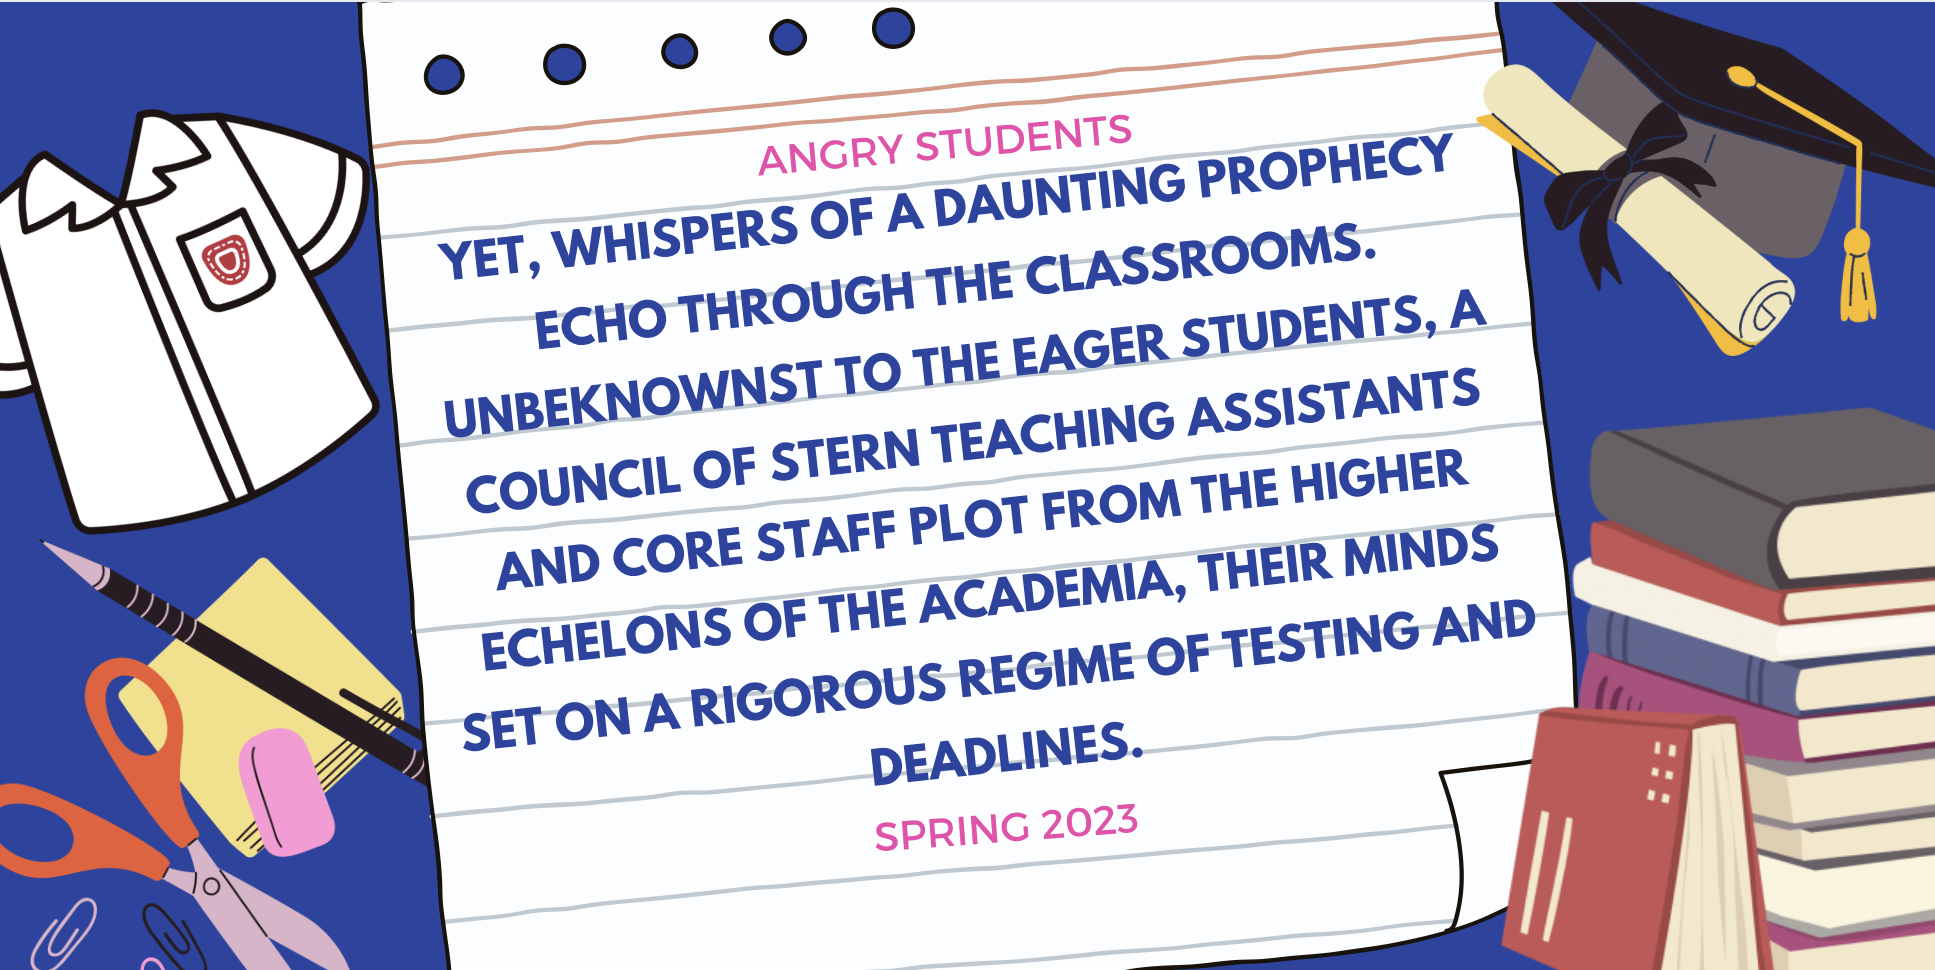 ANGRY STUDENTS
YET, WHISPERS OF A DAUNTING PROPHECY
ECHO THROUGH THE CLASSROOMS.
UNBEKNOWNST TO THE EAGER STUDENTS, A
COUNCIL OF STERN TEACHING ASSISTANTS
AND CORE STAFF PLOT FROM THE HIGHER
ECHELONS OF THE ACADEMIA, THEIR MINDS
SET ON A RIGOROUS REGIME OF TESTING AND
DEADLINES.
SPRING 2023